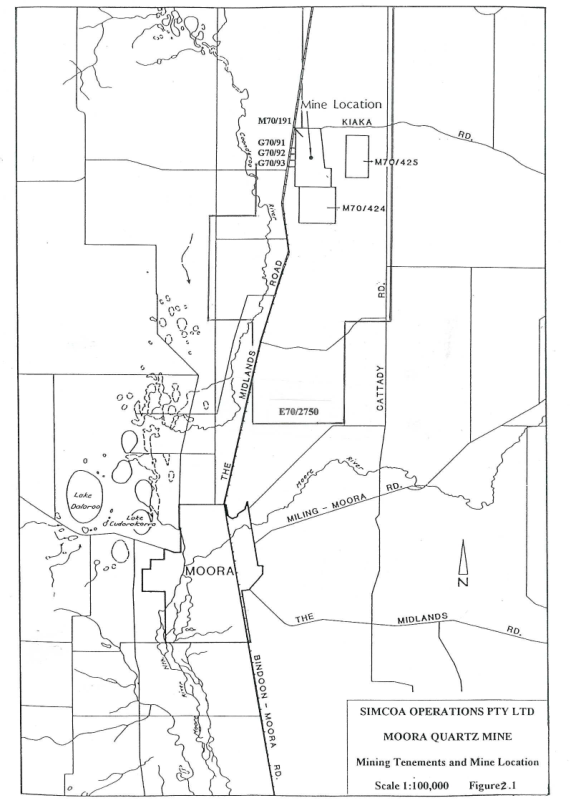 Mine Location
M70/191
KIAKA
RD.
G70/91
G70/92
G70/93
M70/425
M70/424
Coonderoo
River
ROAD
MIDLANDS
THE
RD.
CATTADY
E70/2750
Moore
River
MILING - MOORA RD.
Lake
Dalaroo
Lake
MOORA
N
THE MIDLANDS RD.
BINDOON - MOORA RD.
River
Moore
SIMCOA OPERATIONS PTY LTD
MOORA QUARTZ MINE
Mining Tenements and Mine Location
Scale 1:100,000 Figure2.1